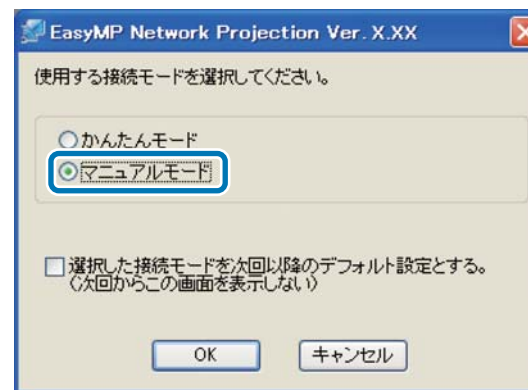 EasyMP Network Projection Ver. X.XX
使用する接続モードを選択してください。
かんたんモード
マニュアルモード
選択した接続モードを次回以降のデフォルト設定とする。
(次回からこの画面を表示しない)
OK キャンセル